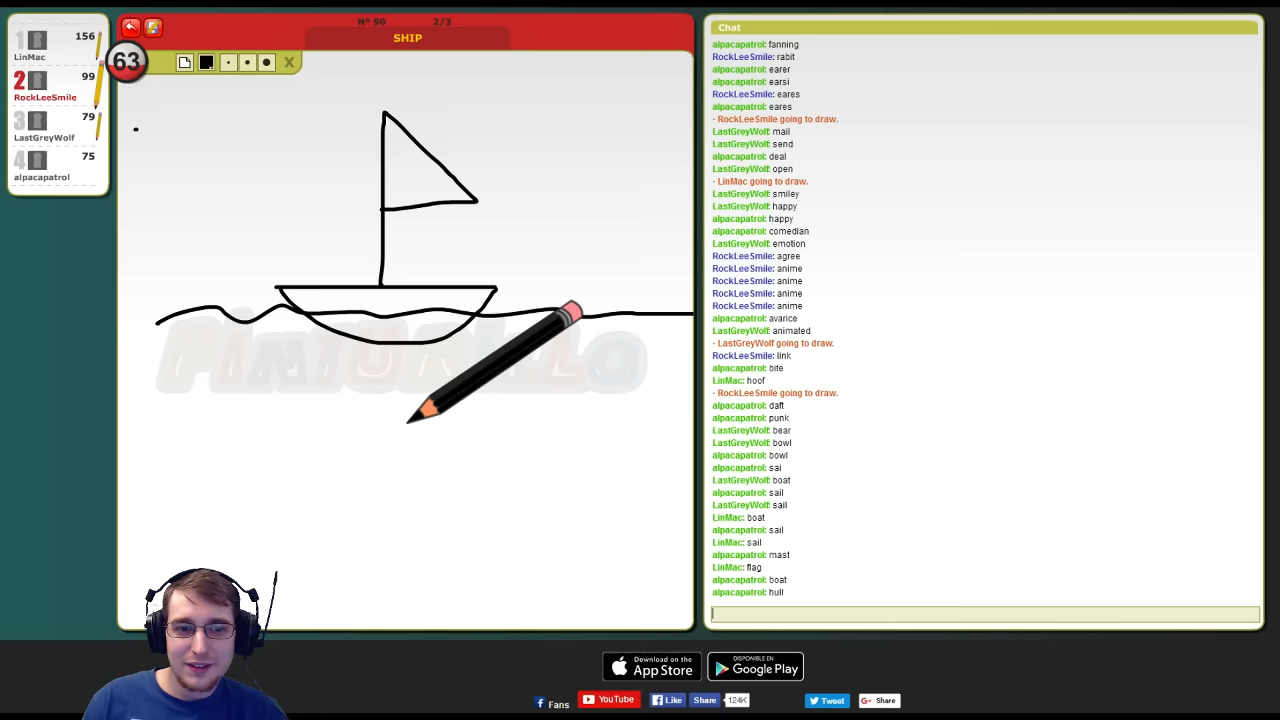 1 156
LinMac
2 99
RockLeeSmile
3 79
LastGreyWolf
4 75
alpacapatrol
63
Nº 90 2/3
SHIP
X
Pinturillo
Chat
alpacapatrol: fanning
RockLeeSmile: rabit
alpacapatrol: earer
alpacapatrol: earsi
RockLeeSmile: eares
alpacapatrol: eares
· RockLeeSmile going to draw.
LastGreyWolf: mail
LastGreyWolf: send
alpacapatrol: deal
LastGreyWolf: open
· LinMac going to draw.
LastGreyWolf: smiley
LastGreyWolf: happy
alpacapatrol: happy
alpacapatrol: comedian
LastGreyWolf: emotion
RockLeeSmile: agree
RockLeeSmile: anime
RockLeeSmile: anime
RockLeeSmile: anime
RockLeeSmile: anime
alpacapatrol: avarice
LastGreyWolf: animated
· LastGreyWolf going to draw.
RockLeeSmile: link
alpacapatrol: bite
LinMac: hoof
· RockLeeSmile going to draw.
alpacapatrol: daft
alpacapatrol: punk
LastGreyWolf: bear
LastGreyWolf: bowl
alpacapatrol: bowl
alpacapatrol: sai
LastGreyWolf: boat
alpacapatrol: sail
LastGreyWolf: sail
LinMac: boat
alpacapatrol: sail
LinMac: sail
alpacapatrol: mast
LinMac: flag
alpacapatrol: boat
alpacapatrol: hull
Download on the App Store
DISPONIBLE EN Google Play
Fans YouTube Like Share 124K Tweet G+ Share